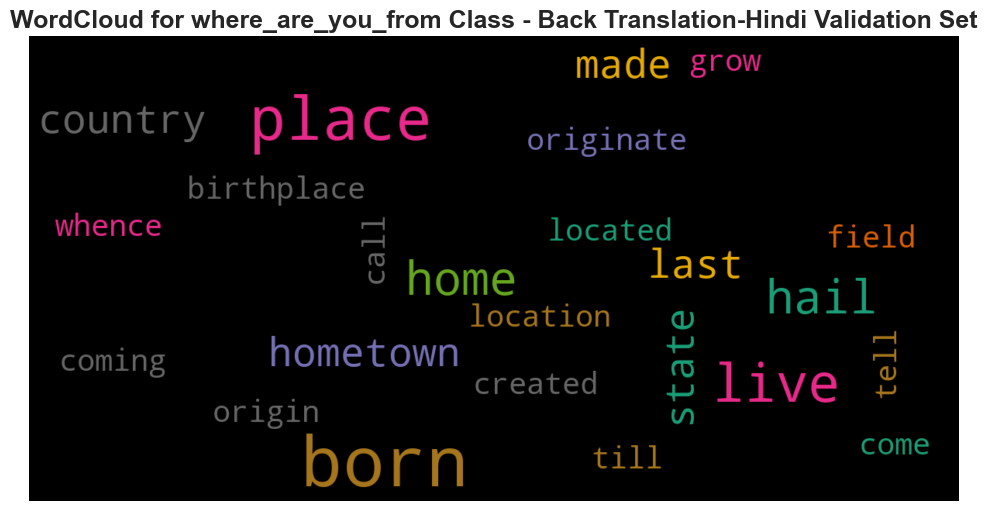 WordCloud for where_are_you_from Class - Back Translation-Hindi Validation Set
made
grow
country
place
originate
birthplace
whence
call
located
field
home
last
hail
location
state
coming
hometown
created
live
tell
origin
born
till
come